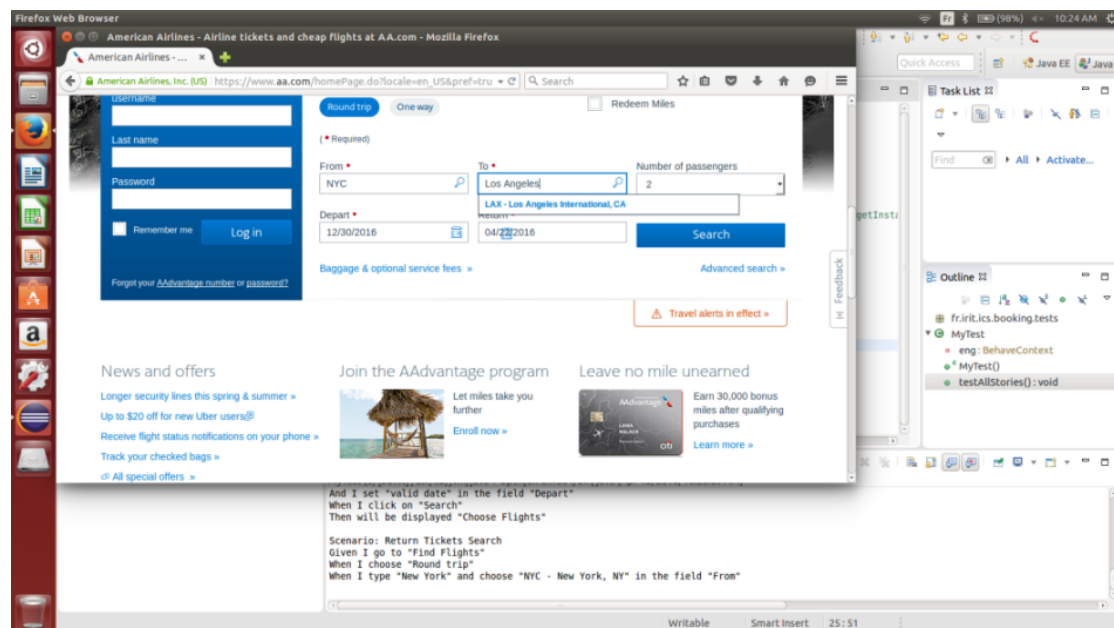 Firefox Web Browser
Fr (98%) 10:24 AM
American Airlines - Airline tickets and cheap flights at AA.com - Mozilla Firefox
American Airlines - ...
American Airlines, Inc. (US) https://www.aa.com/homePage.do?locale=en_US&pref=tru Search
Quick Access Java EE Java
username
Last name
Password
Remember me Log in
Forgot your AAdvantage number or password?
Round trip One way Redeem Miles
(• Required)
From • To • Number of passengers
NYC Los Angeles 2
LAX - Los Angeles International, CA
Depart • Return
12/30/2016 Search
Baggage & optional service fees » Advanced search »
Feedback
Travel alerts in effect »
News and offers
Longer security lines this spring & summer »
Up to $20 off for new Uber users
Receive flight status notifications on your phone »
Track your checked bags »
All special offers »
Join the AAdvantage program
Let miles take you
further
Enroll now »
Leave no mile unearned
AAdvantage
citi
Earn 30,000 bonus
miles after qualifying
purchases
Learn more »
Task List
Find All Activate...
getInsta
Outline
fr.irit.ics.booking.tests
MyTest
eng : BehaveContext
MyTest()
testAllStories() : void
And I set "valid date" in the field "Depart"
When I click on "Search"
Then will be displayed "Choose Flights"
Scenario: Return Tickets Search
Given I go to "Find Flights"
When I choose "Round trip"
When I type "New York" and choose "NYC - New York, NY" in the field "From"
Writable Smart Insert 25 : 51